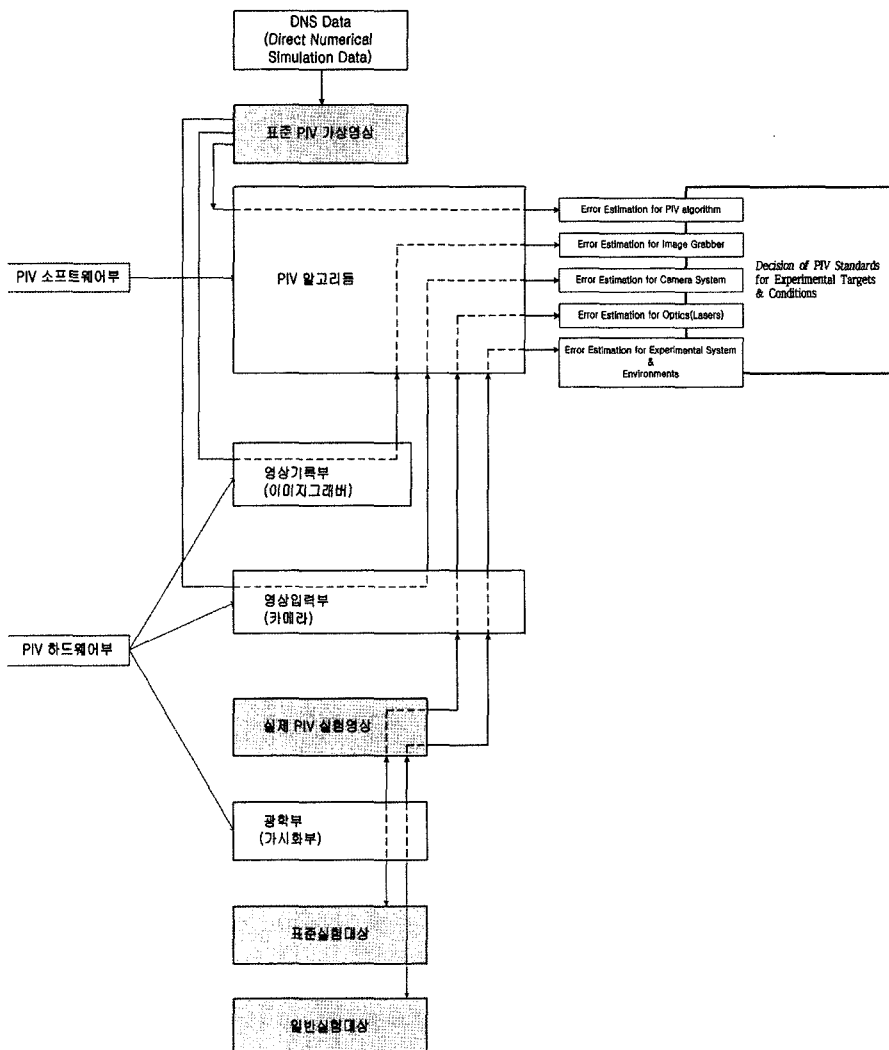 DNS Data
(Direct Numerical
Simulation Data)
표준 PIV 가상영상
PIV 소프트웨어부
PIV 알고리듬
Error Estimation for PIV algorithm
Error Estimation for Image Grabber
Error Estimation for Camera System
Error Estimation for Optics(Lasers)
Error Estimation for Experimental System
&
Environments
Decision of PIV Standards
for Experimental Targets
& Conditions
영상기록부
(이미지그래버)
영상입력부
(카메라)
PIV 하드웨어부
실제 PIV 실험영상
광학부
(가시화부)
표준실험대상
일반실험대상